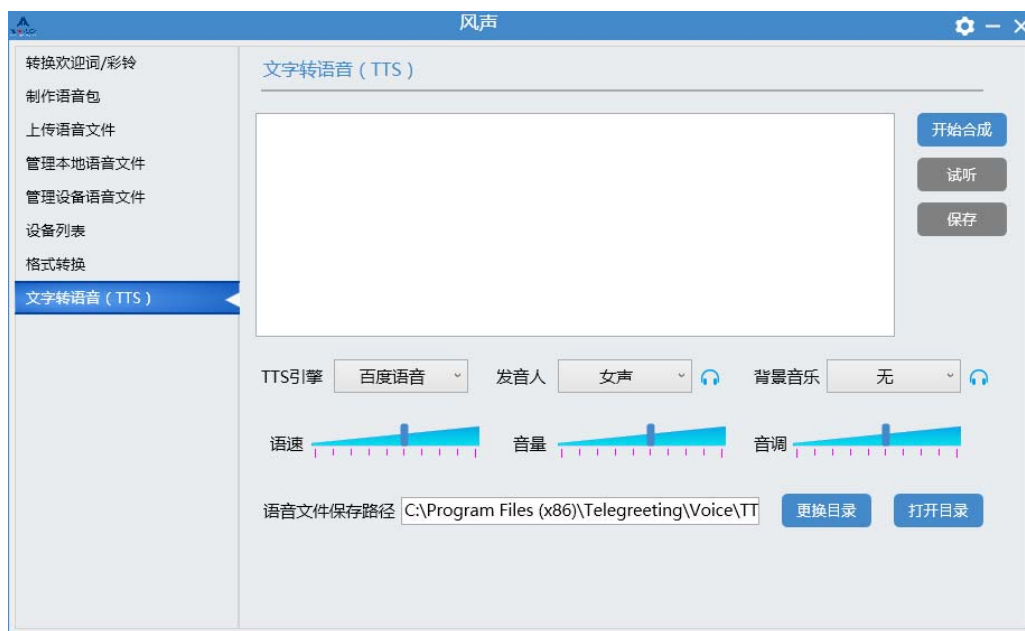 风声
转换欢迎词/彩铃
制作语音包
上传语音文件
管理本地语音文件
管理设备语音文件
设备列表
格式转换
文字转语音（TTS）
文字转语音（TTS）
开始合成
试听
保存
TTS引擎 百度语音 发音人 女声 背景音乐 无
语速 音量 音调
语音文件保存路径 C:\Program Files (x86)\Telegreeting\Voice\TT 更换目录 打开目录